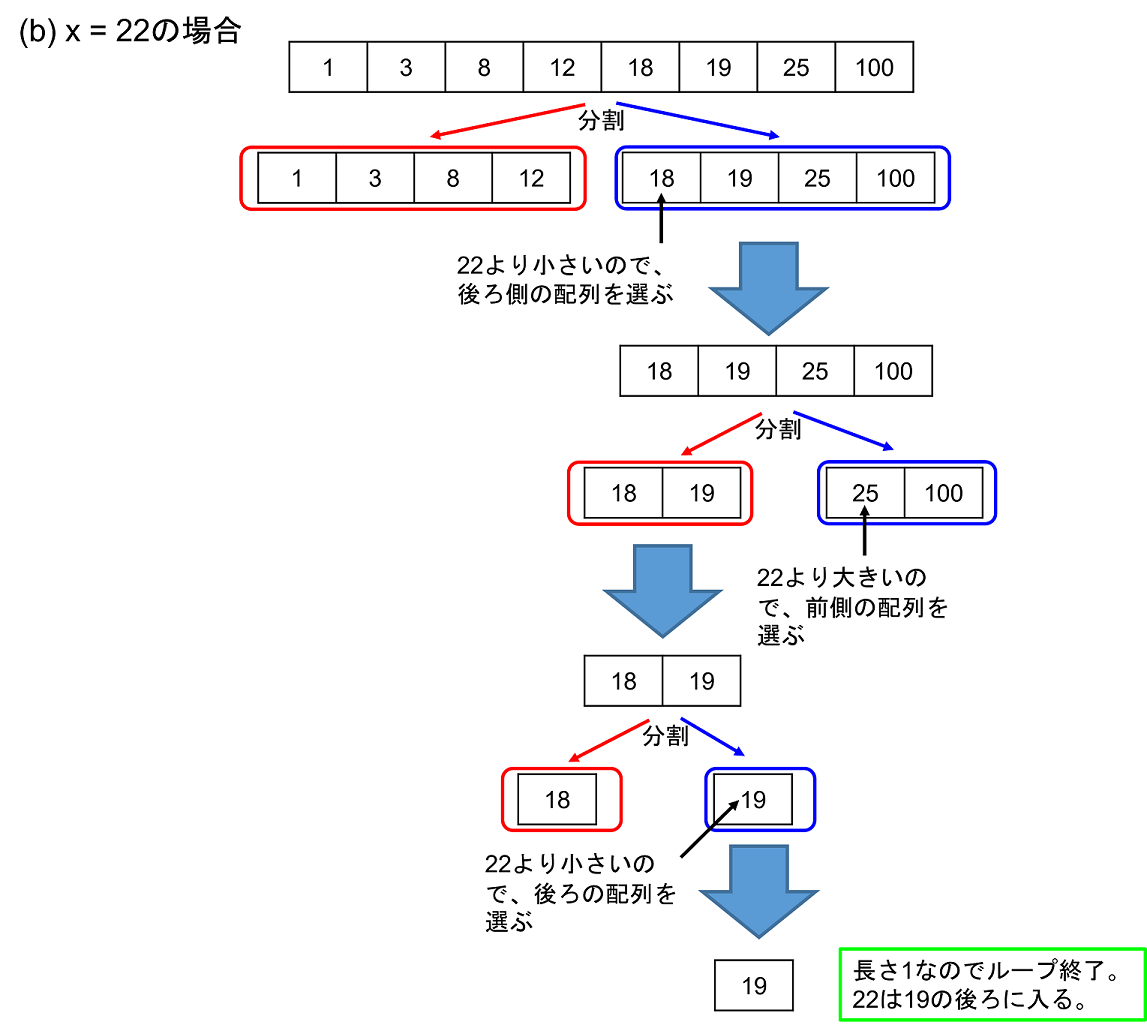 (b) x = 22の場合
1 3 8 12 18 19 25 100
分割
1 3 8 12 18 19 25 100
22より小さいので、
後ろ側の配列を選ぶ
18 19 25 100
分割
18 19 25 100
22より大きいの
で、前側の配列を
選ぶ
18 19
分割
18 19
22より小さいの
で、後ろの配列を
選ぶ
19
長さ1なのでループ終了。
22は19の後ろに入る。